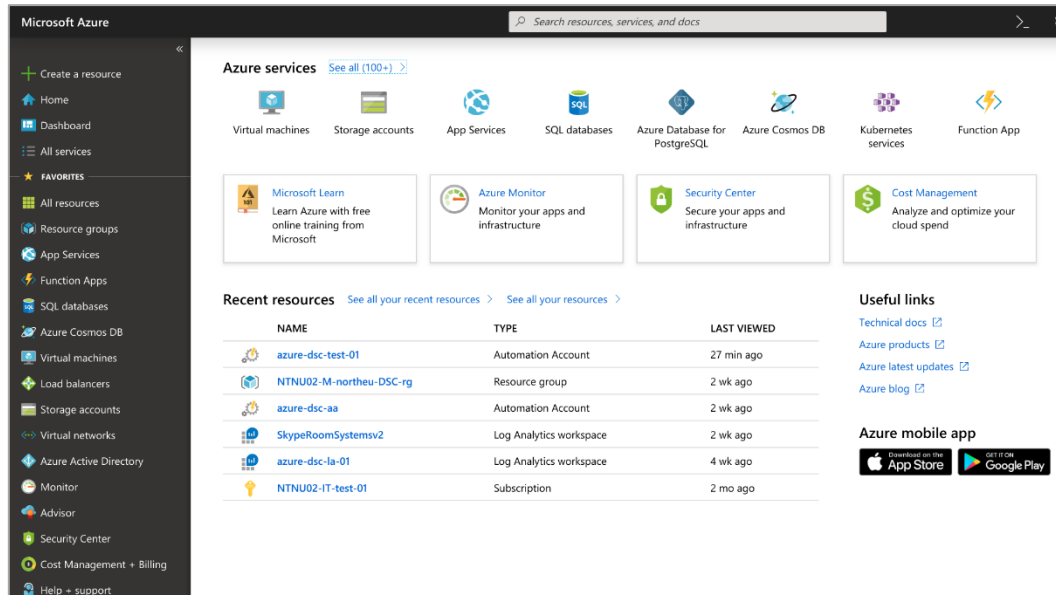 Microsoft Azure
Search resources, services, and docs
Create a resource
Home
Dashboard
All services
FAVORITES
All resources
Resource groups
App Services
Function Apps
SQL databases
Azure Cosmos DB
Virtual machines
Load balancers
Storage accounts
Virtual networks
Azure Active Directory
Monitor
Advisor
Security Center
Cost Management + Billing
Help + support
Azure services See all (100+)
Virtual machines
Storage accounts
App Services
SQL
SQL databases
Azure Database for
PostgreSQL
Azure Cosmos DB
Kubernetes
services
Function App
Microsoft Learn
Learn Azure with free
online training from
Microsoft
Azure Monitor
Monitor your apps and
infrastructure
Security Center
Secure your apps and
infrastructure
Cost Management
Analyze and optimize your
cloud spend
Recent resources See all your recent resources See all your resources
NAME TYPE LAST VIEWED
azure-dsc-test-01 Automation Account 27 min ago
NTNU02-M-northeu-DSC-rg Resource group 2 wk ago
azure-dsc-aa Automation Account 2 wk ago
SkypeRoomSystemsv2 Log Analytics workspace 2 wk ago
azure-dsc-la-01 Log Analytics workspace 4 wk ago
NTNU02-IT-test-01 Subscription 2 mo ago
Useful links
Technical docs
Azure products
Azure latest updates
Azure blog
Azure mobile app
Download on the
App Store
GET IT ON
Google Play